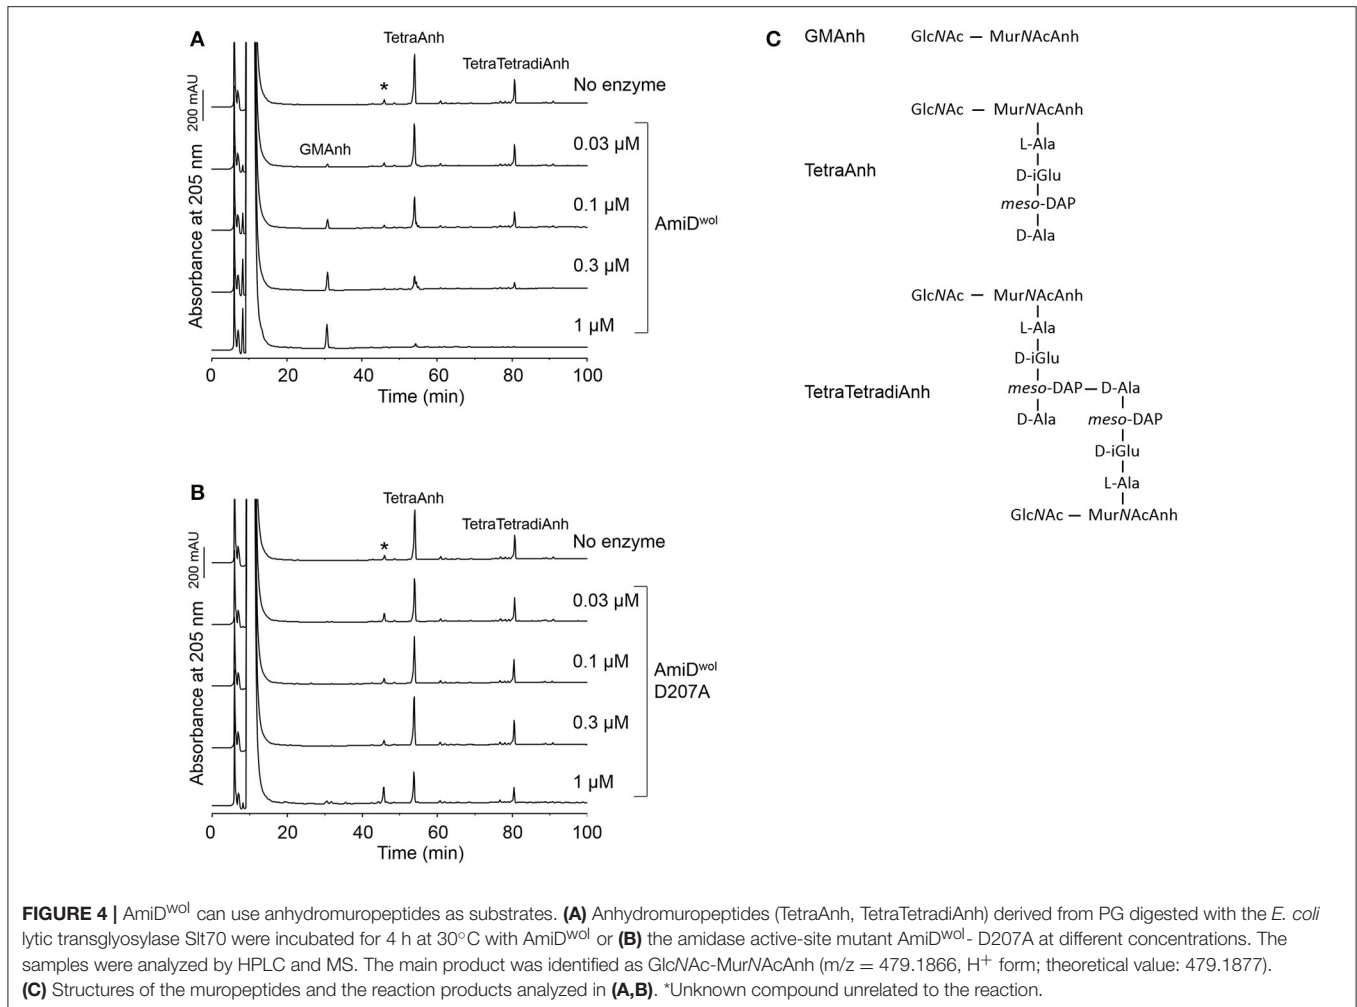 A
TetraAnh
TetraTetradiAnh
*
No enzyme
200 mAU
GMAnh
0.03 µM
0.1 µM
0.3 µM
1 µM
AmiDwol
Absorbance at 205 nm
0 20 40 60 80 100
Time (min)
B
TetraAnh
TetraTetradiAnh
*
No enzyme
200 mAU
0.03 µM
0.1 µM
0.3 µM
1 µM
AmiDwol
D207A
Absorbance at 205 nm
0 20 40 60 80 100
Time (min)
C
GMAnh GlcNAc — MurNAcAnh
GlcNAc — MurNAcAnh
L-Ala
TetraAnh
D-iGlu
meso-DAP
D-Ala
GlcNAc — MurNAcAnh
L-Ala
D-iGlu
TetraTetradiAnh
meso-DAP — D-Ala
D-Ala meso-DAP
D-iGlu
L-Ala
GlcNAc — MurNAcAnh
FIGURE 4 | AmiDwol can use anhydromuropeptides as substrates. (A) Anhydromuropeptides (TetraAnh, TetraTetradiAnh) derived from PG digested with the E. coli
lytic transglycosylase Slt70 were incubated for 4 h at 30°C with AmiDwol or (B) the amidase active-site mutant AmiDwol- D207A at different concentrations. The
samples were analyzed by HPLC and MS. The main product was identified as GlcNAc-MurNAcAnh (m/z = 479.1866, H+ form; theoretical value: 479.1877).
(C) Structures of the muropeptides and the reaction products analyzed in (A,B). *Unknown compound unrelated to the reaction.